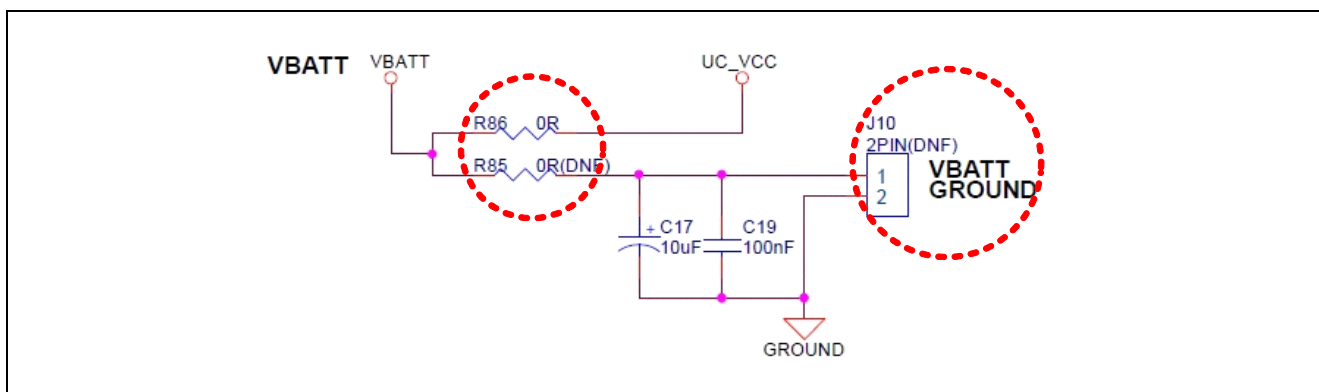 VBATT VBATT UC_VCC
R86 0R
R85 0R(DNF)
J10
2PIN(DNF)
1 VBATT
2 GROUND
+ C17
10uF
C19
100nF
GROUND